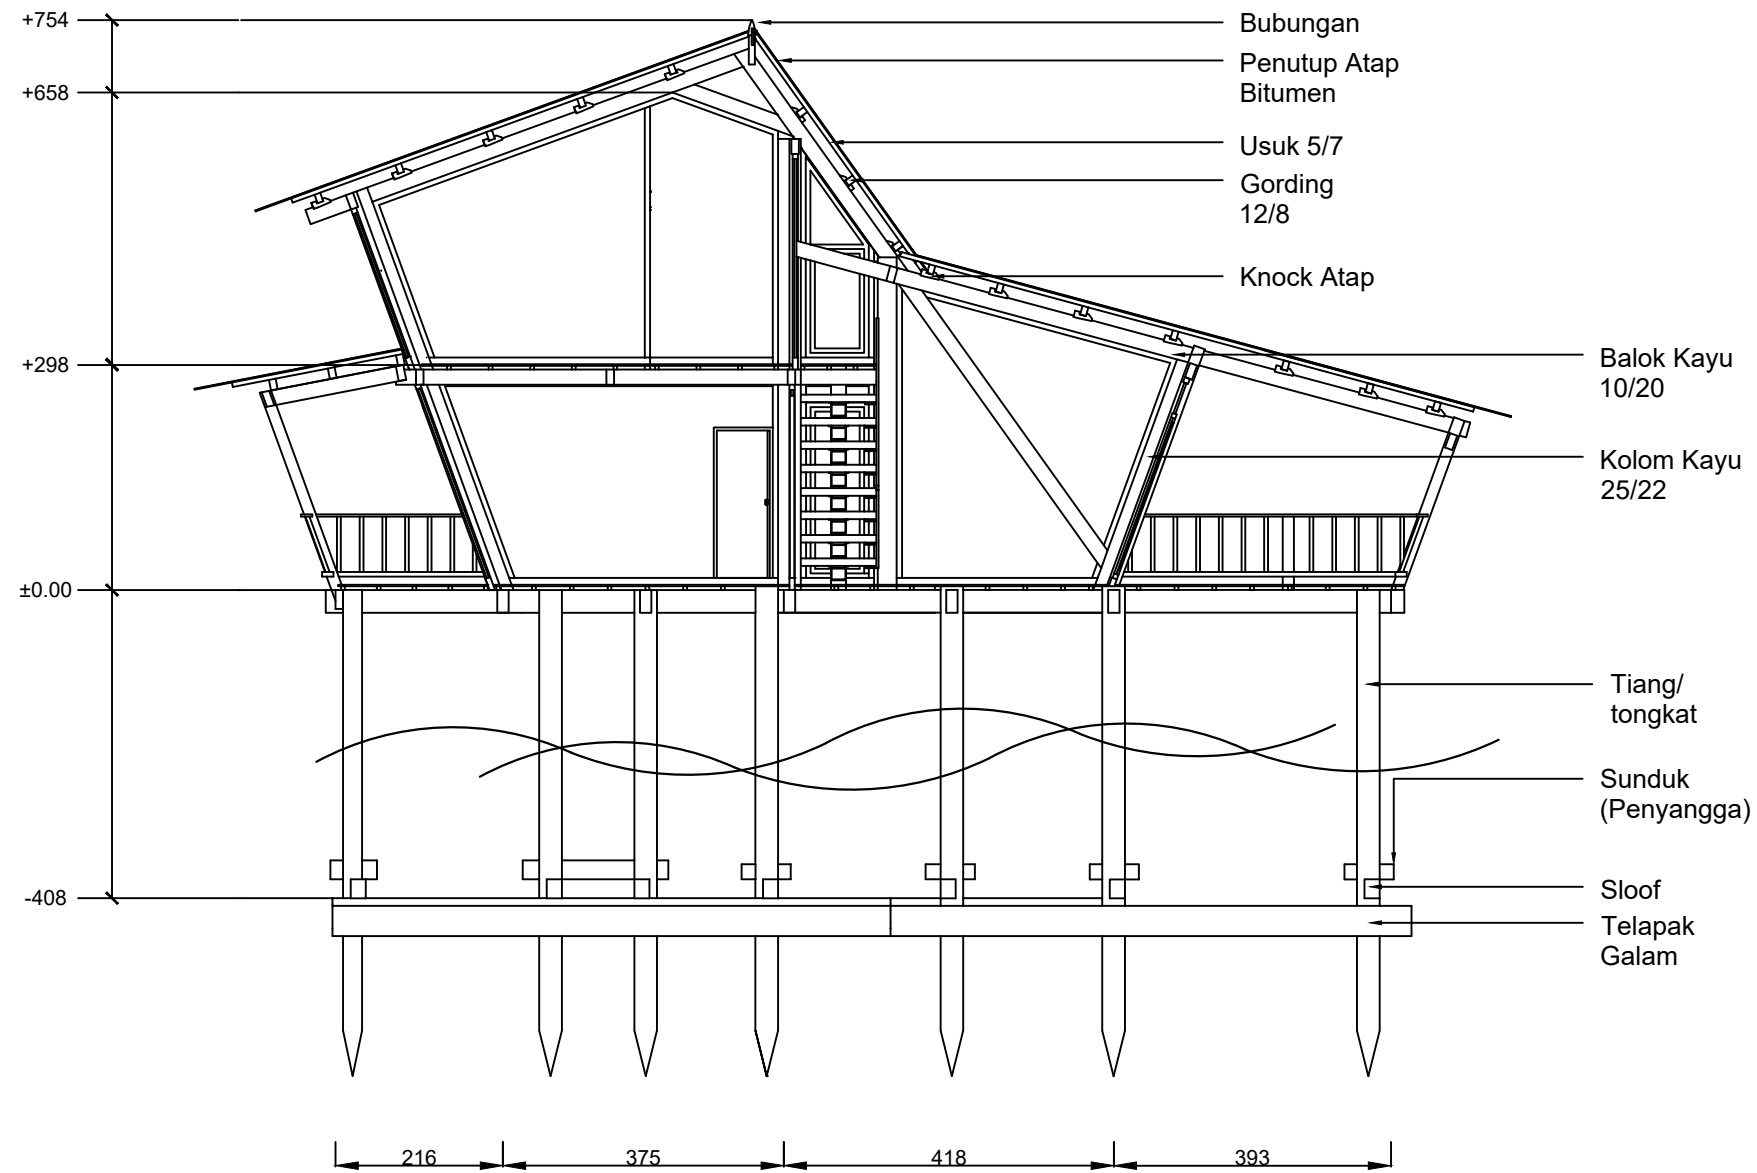 +754
Bubungan
Penutup Atap
Bitumen
+658
Usuk 5/7
Gording
12/8
Knock Atap
+298
Balok Kayu
10/20
Kolom Kayu
25/22
±0.00
Tiang/
tongkat
Sunduk
(Penyangga)
-408
Sloof
Telapak
Galam
216
375
418
393